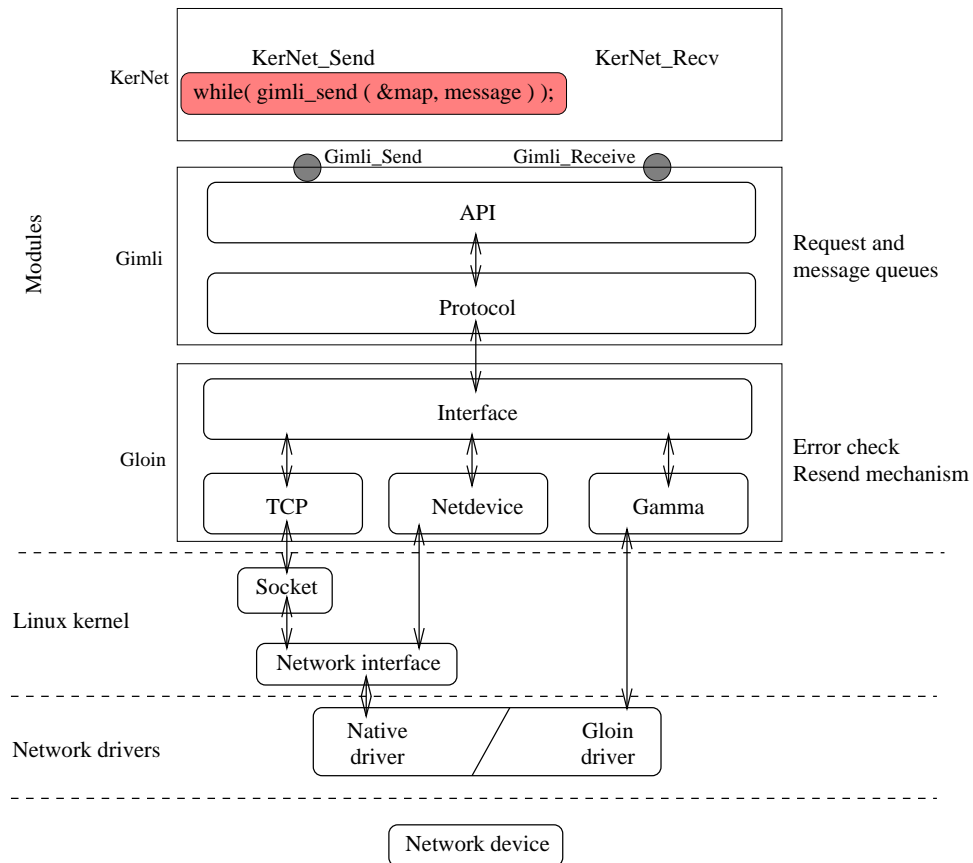 KerNet_Send
KerNet_Recv
KerNet
while( gimli_send ( &map, message ) );
Gimli_Send
Gimli_Receive
Modules
Gimli
API
Protocol
Request and
message queues
Interface
Gloin
TCP
Netdevice
Gamma
Error check
Resend mechanism
Socket
Linux kernel
Network interface
Network drivers
Native
driver
Gloin
driver
Network device